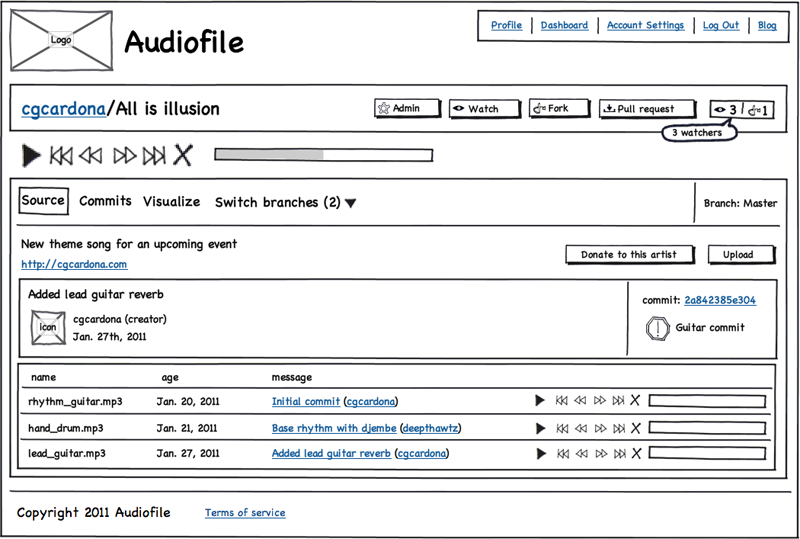 Logo
Audiofile
Profile Dashboard Account Settings Log Out Blog
cgcardona/All is illusion
Admin Watch Fork Pull request 3 / 1
3 watchers
Source Commits Visualize Switch branches (2) Branch: Master
New theme song for an upcoming event
http://cgcardona.com
Donate to this artist Upload
Added lead guitar reverb
icon
cgcardona (creator)
Jan. 27th, 2011
commit: 2a842385e304
Guitar commit
name age message
rhythm_guitar.mp3 Jan. 20, 2011 Initial commit (cgcardona)
hand_drum.mp3 Jan. 21, 2011 Base rhythm with djembe (deepthawtz)
lead_guitar.mp3 Jan. 27, 2011 Added lead guitar reverb (cgcardona)
Copyright 2011 Audiofile Terms of service